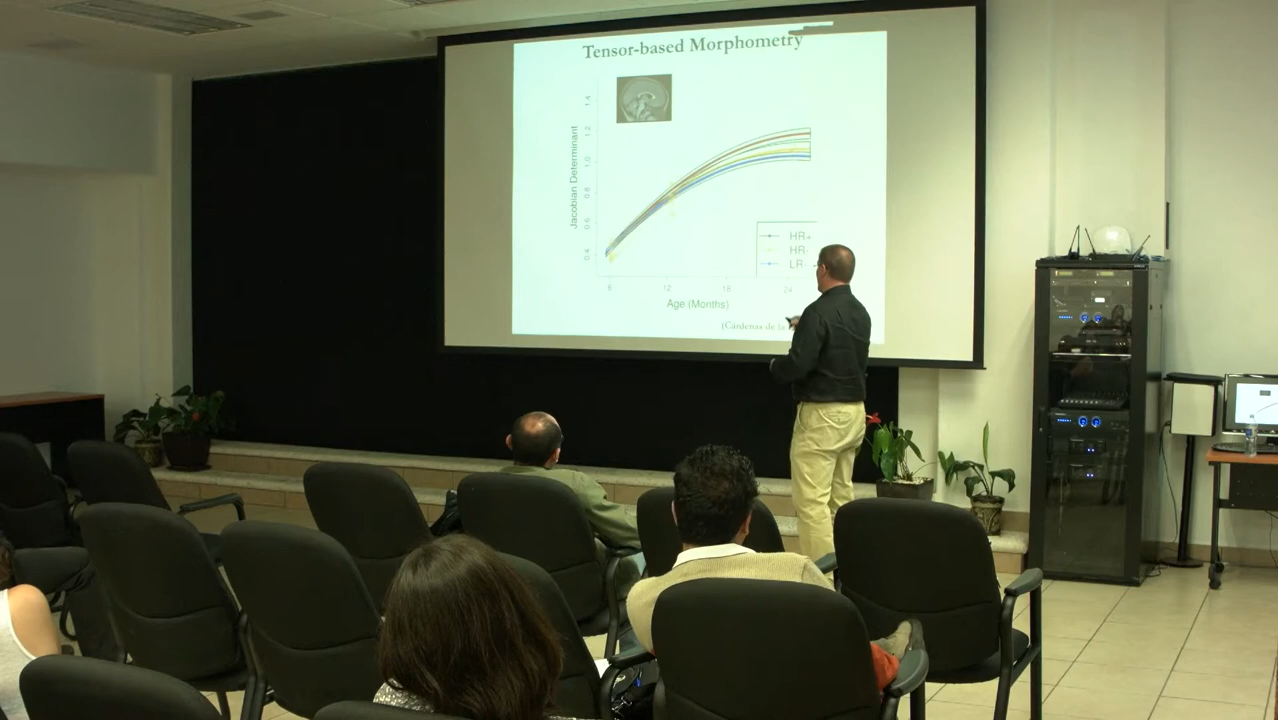 Tensor-based Morphometry
Jacobian Determinant
1.4
1.2
1.0
0.8
0.6
0.4
HR+
HR-
LR-
6 12 18 24
Age (Months)
(Cárdenas de la